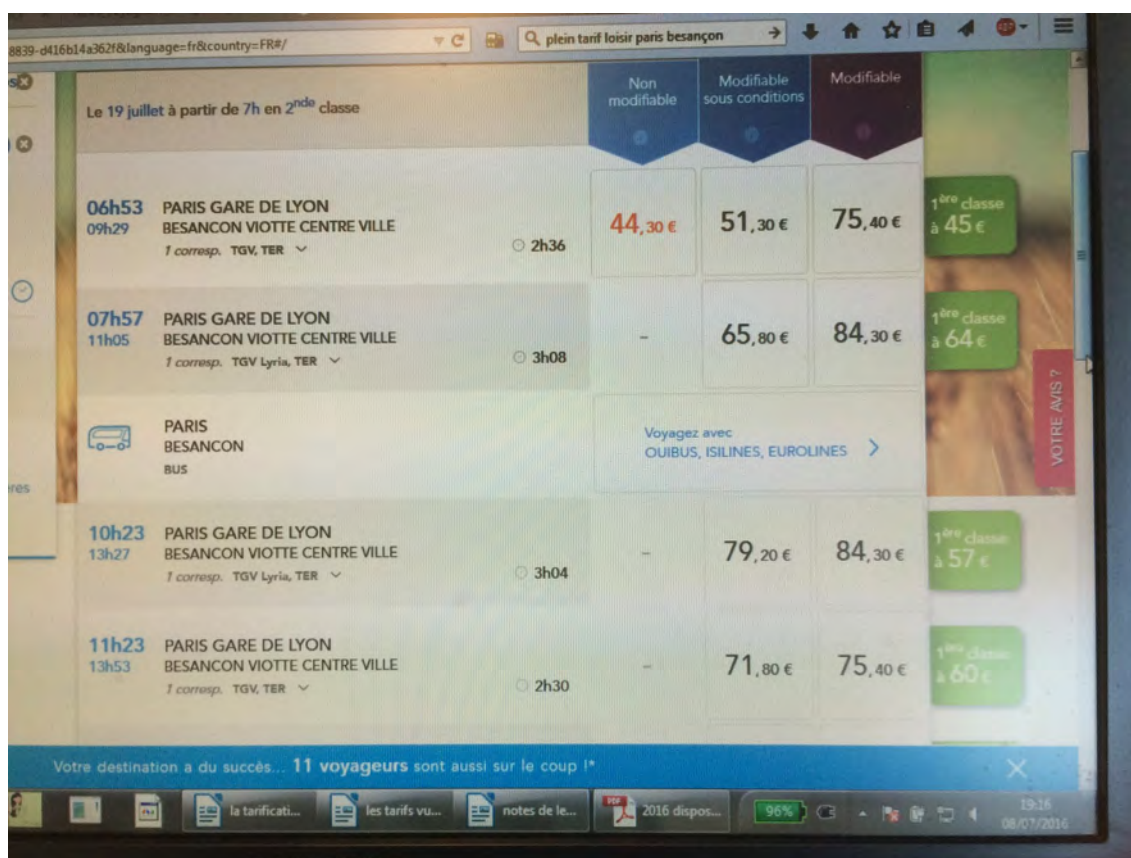 8839-d416b14a362f&language=fr&country=FR#/
plein tarif loisir paris besançon
Le 19 juillet à partir de 7h en 2nde classe
Non modifiable
Modifiable sous conditions
Modifiable
06h53 PARIS GARE DE LYON
09h29 BESANCON VIOTTE CENTRE VILLE
1 corresp. TGV, TER 2h36
44,30 € 51,30 € 75,40 €
1ère classe
à 45 €
07h57 PARIS GARE DE LYON
11h05 BESANCON VIOTTE CENTRE VILLE
1 corresp. TGV Lyria, TER 3h08
- 65,80 € 84,30 €
1ère classe
à 64 €
VOTRE AVIS ?
PARIS
BESANCON
BUS
Voyagez avec
OUIBUS, ISILINES, EUROLINES
res
10h23 PARIS GARE DE LYON
13h27 BESANCON VIOTTE CENTRE VILLE
1 corresp. TGV Lyria, TER 3h04
- 79,20 € 84,30 €
1ère classe
à 57 €
11h23 PARIS GARE DE LYON
13h53 BESANCON VIOTTE CENTRE VILLE
1 corresp. TGV, TER 2h30
- 71,80 € 75,40 €
1ère classe
à 60 €
Votre destination a du succès... 11 voyageurs sont aussi sur le coup !*
la tarificati...
les tarifs vu...
notes de le...
2016 dispos...
96%
19:16
08/07/2016